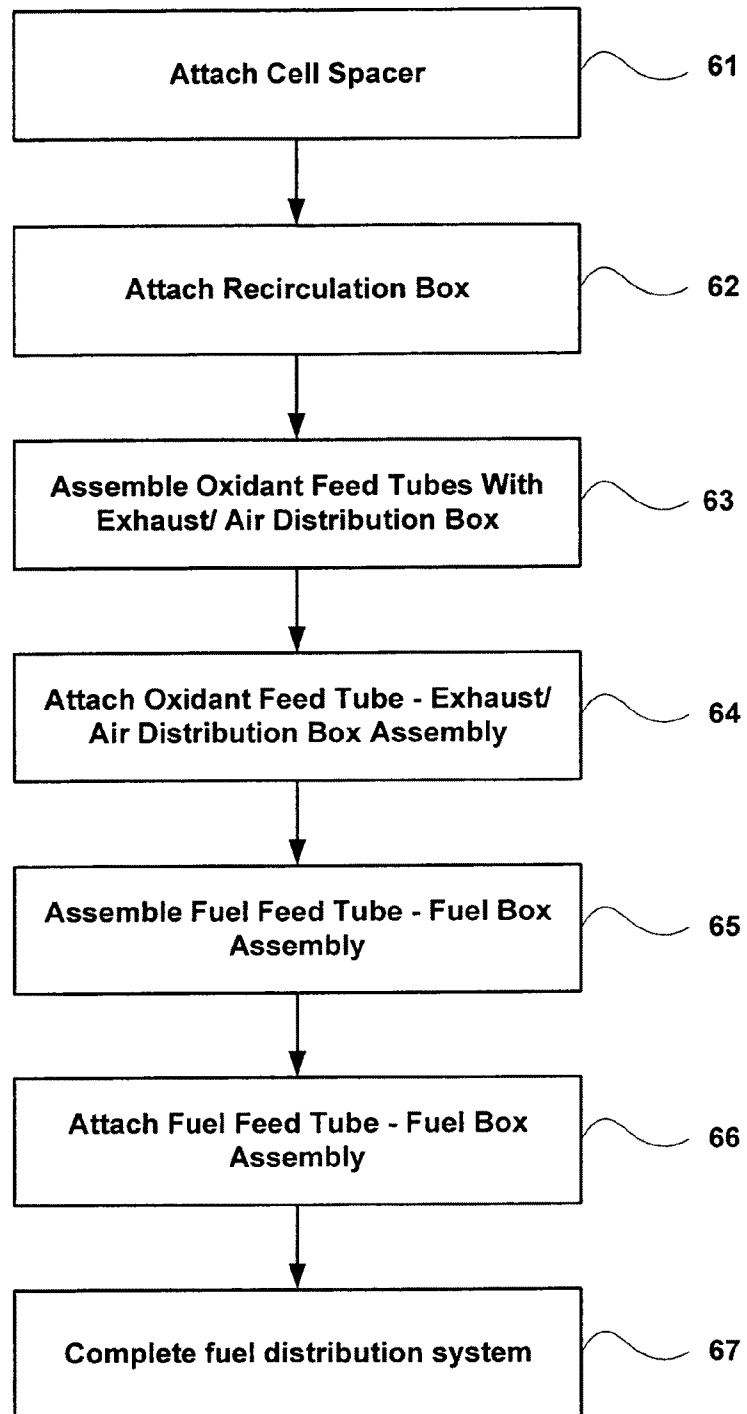 Attach Cell Spacer
61
Attach Recirculation Box
62
Assemble Oxidant Feed Tubes With
Exhaust/ Air Distribution Box
63
Attach Oxidant Feed Tube - Exhaust/
Air Distribution Box Assembly
64
Assemble Fuel Feed Tube - Fuel Box
Assembly
65
Attach Fuel Feed Tube - Fuel Box
Assembly
66
Complete fuel distribution system
67